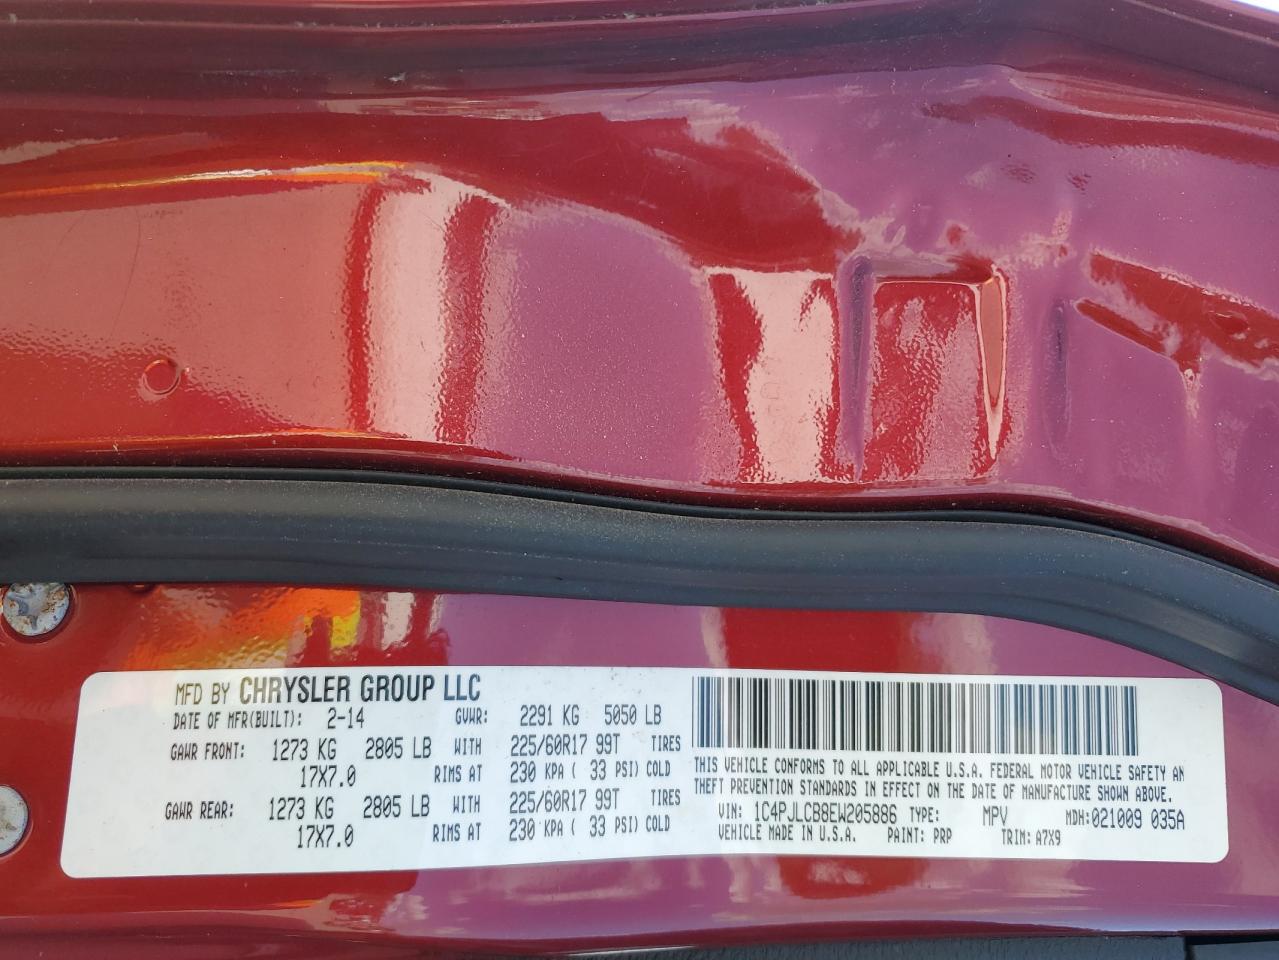 MFD BY CHRYSLER GROUP LLC
DATE OF MFR(BUILT): 2-14 GVWR: 2291 KG 5050 LB
GAWR FRONT: 1273 KG 2805 LB WITH 225/60R17 99T TIRES
17X7.0 RIMS AT 230 KPA ( 33 PSI) COLD
GAWR REAR: 1273 KG 2805 LB WITH 225/60R17 99T TIRES
17X7.0 RIMS AT 230 KPA ( 33 PSI) COLD
THIS VEHICLE CONFORMS TO ALL APPLICABLE U.S.A. FEDERAL MOTOR VEHICLE SAFETY AN
THEFT PREVENTION STANDARDS IN EFFECT ON THE DATE OF MANUFACTURE SHOWN ABOVE.
VIN: 1C4PJLCB8EW205886 TYPE: MPV MDH:021009 035A
VEHICLE MADE IN U.S.A. PAINT: PRP TRIM: A7X9